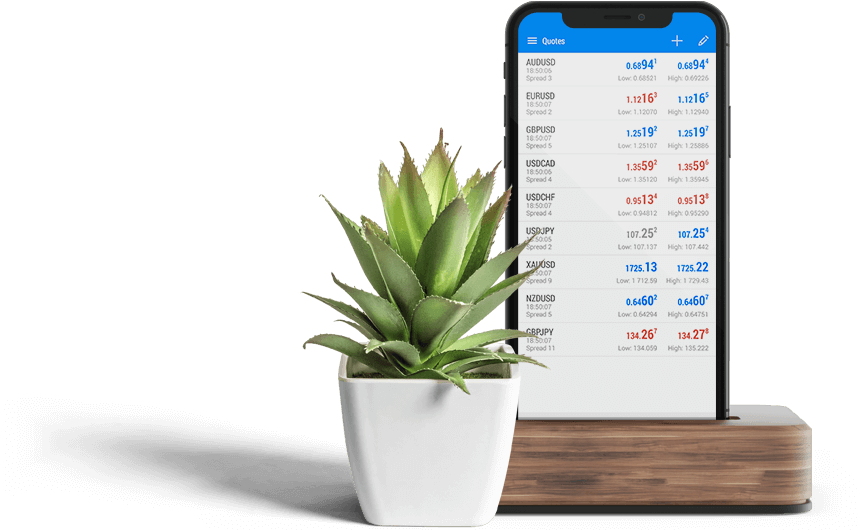 Quotes
AUDUSD
18:50:06
Spread 3
0.68941 0.68944
Low: 0.68521 High: 0.69226
EURUSD
18:50:07
Spread 2
1.12163 1.12165
Low: 1.12070 High: 1.12940
GBPUSD
18:50:07
Spread 5
1.25192 1.25197
Low: 1.25107 High: 1.25886
USDCAD
18:50:06
Spread 4
1.35592 1.35596
Low: 1.35120 High: 1.35945
USDCHF
18:50:07
Spread 4
0.95134 0.95138
Low: 0.94812 High: 0.95290
USDJPY
18:50:05
Spread 2
107.252 107.254
Low: 107.137 High: 107.442
XAUUSD
Spread 9
1725.13 1725.22
Low: 1 712.59 High: 1 729.43
NZDUSD
18:50:07
Spread 5
0.64602 0.64607
Low: 0.64294 High: 0.64751
GBPJPY
18:50:07
Spread 11
134.267 134.278
Low: 134.059 High: 135.222